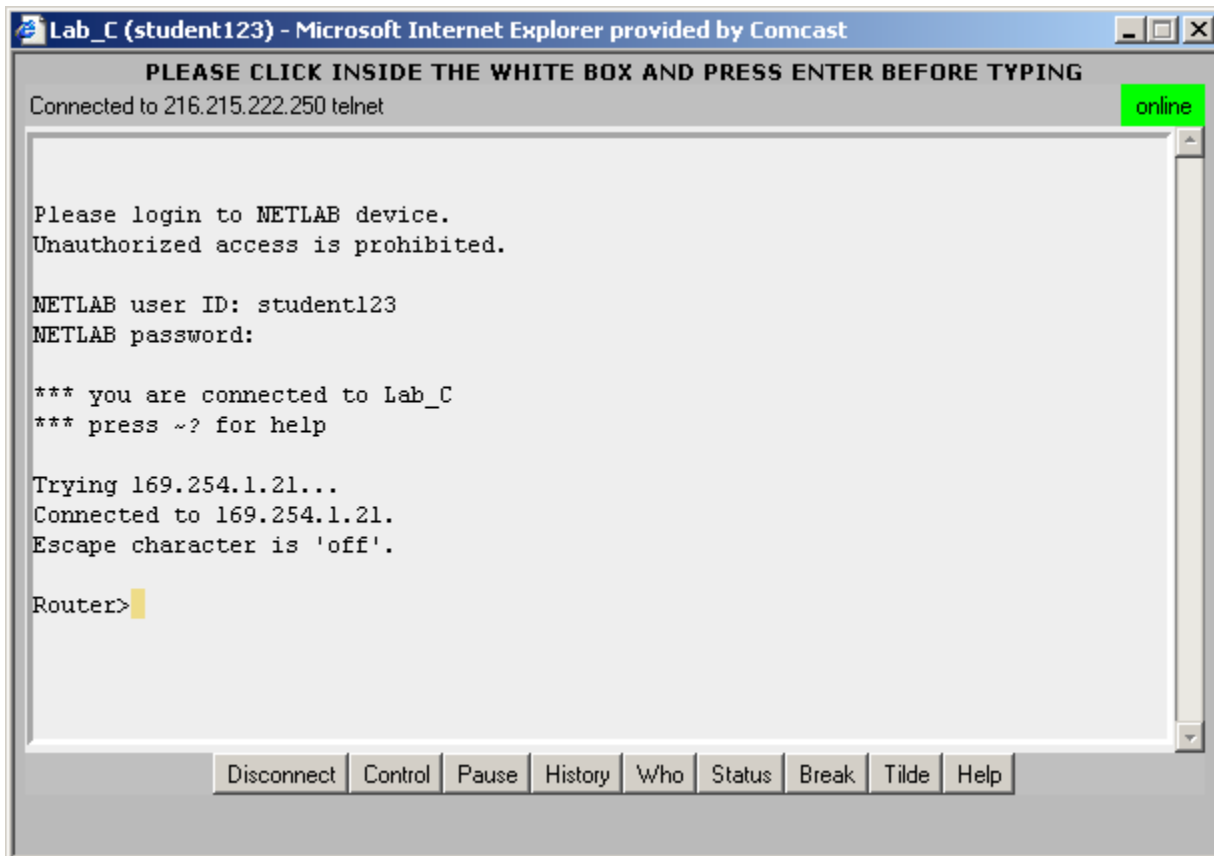 Lab_C (student123) - Microsoft Internet Explorer provided by Comcast
PLEASE CLICK INSIDE THE WHITE BOX AND PRESS ENTER BEFORE TYPING
Connected to 216.215.222.250 telnet
online
Please login to NETLAB device.
Unauthorized access is prohibited.
NETLAB user ID: student123
NETLAB password:
*** you are connected to Lab_C
*** press ~? for help
Trying 169.254.1.21...
Connected to 169.254.1.21.
Escape character is 'off'.
Router>
Disconnect Control Pause History Who Status Break Tilde Help